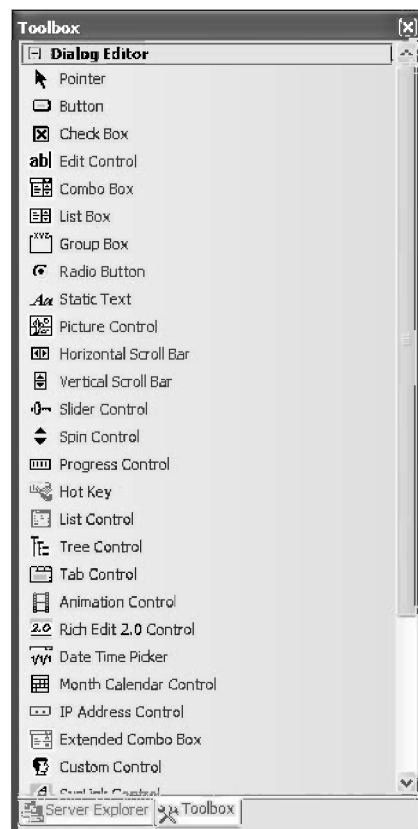 Toolbox
Dialog Editor
Pointer
Button
Check Box
ab Edit Control
Combo Box
List Box
XYZ Group Box
Radio Button
Aa Static Text
Picture Control
Horizontal Scroll Bar
Vertical Scroll Bar
Slider Control
Spin Control
Progress Control
Hot Key
List Control
Tree Control
Tab Control
Animation Control
2.0 Rich Edit 2.0 Control
Date Time Picker
Month Calendar Control
IP Address Control
Extended Combo Box
Custom Control
Server Explorer Toolbox